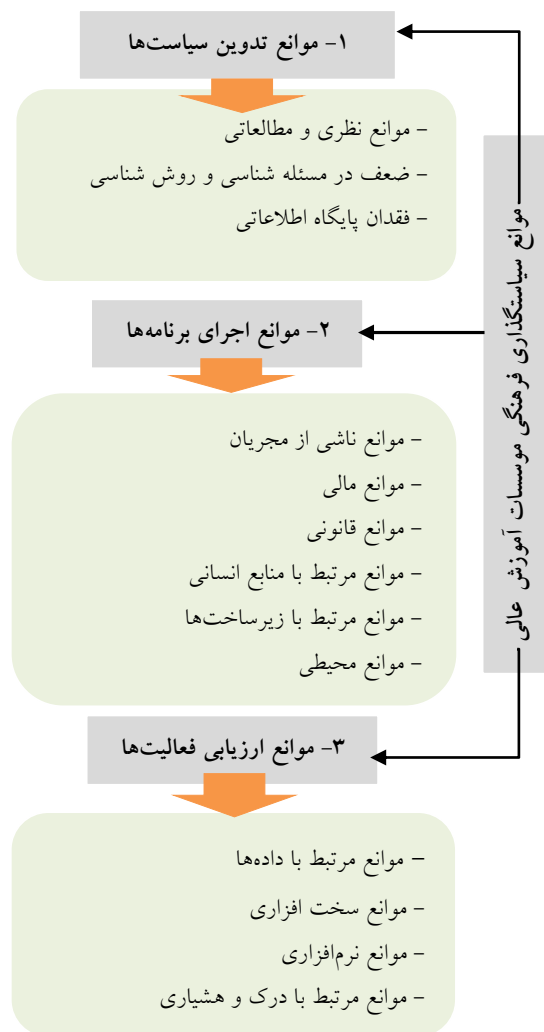 موانع سیاستگذاری فرهنگی موسسات آموزش عالی
۱- موانع تدوین سیاست‌ها
- موانع نظری و مطالعاتی
- ضعف در مسئله شناسی و روش شناسی
- فقدان پایگاه اطلاعاتی
۲- موانع اجرای برنامه‌ها
- موانع ناشی از مجریان
- موانع مالی
- موانع قانونی
- موانع مرتبط با منابع انسانی
- موانع مرتبط با زیرساخت‌ها
- موانع محیطی
۳- موانع ارزیابی فعالیت‌ها
- موانع مرتبط با داده‌ها
- موانع سخت افزاری
- موانع نرم‌افزاری
- موانع مرتبط با درک و هشیاری